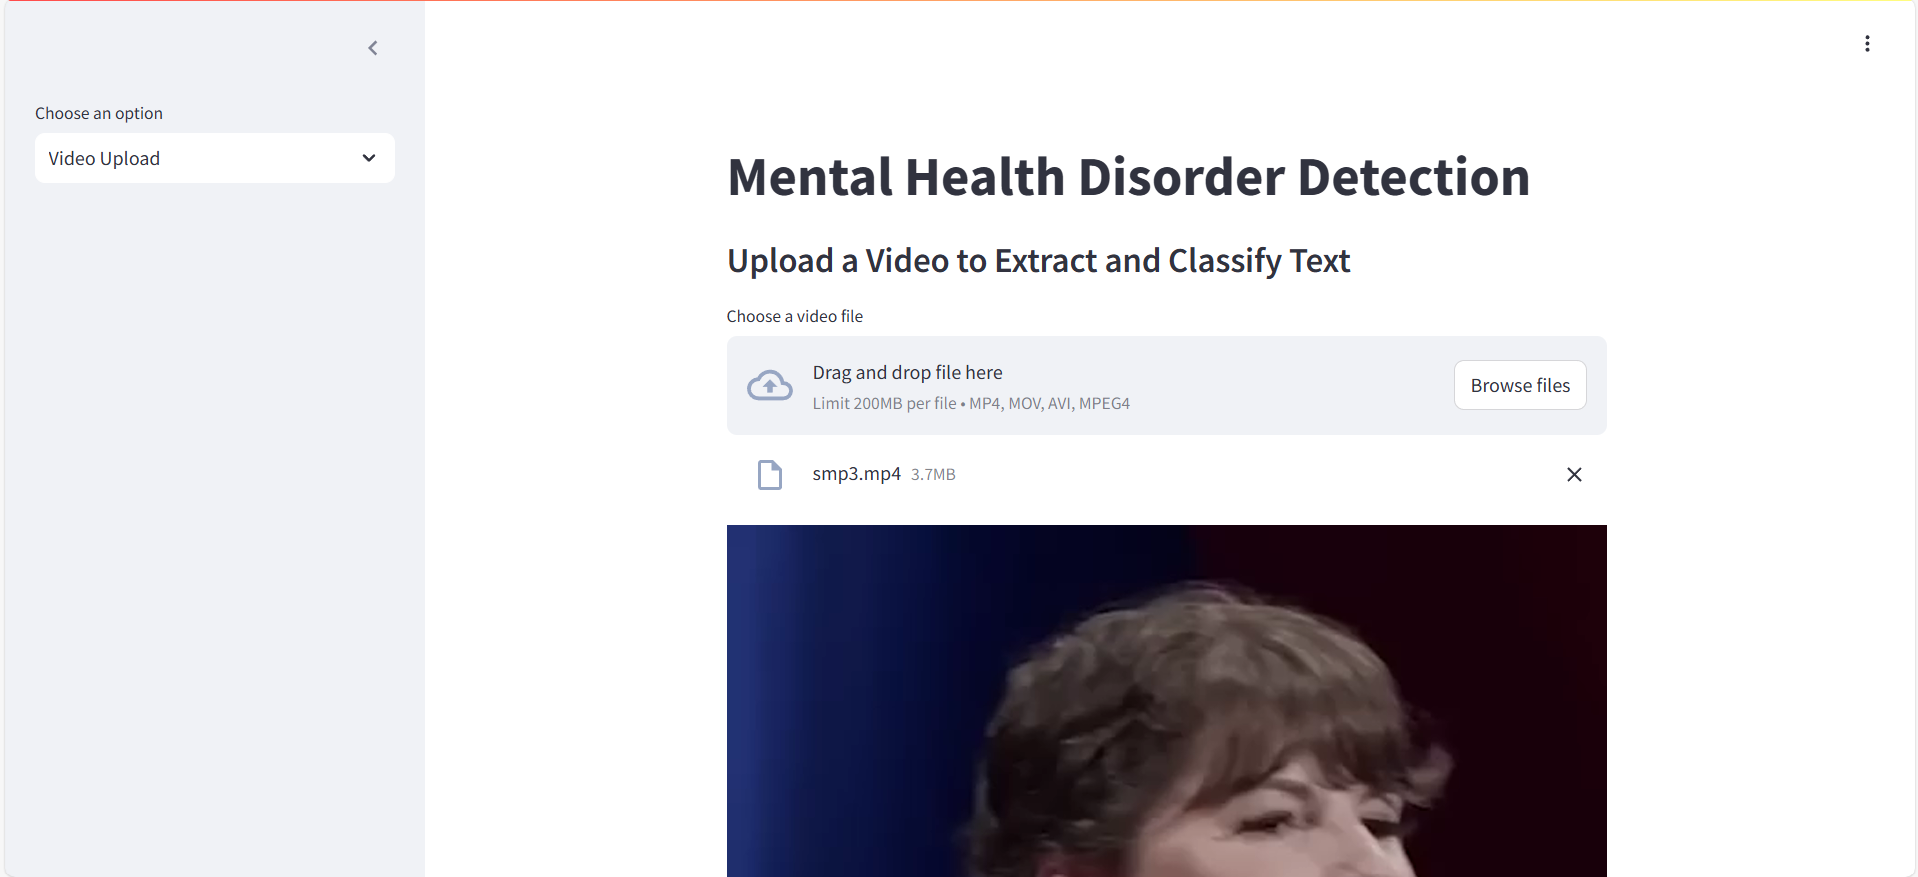 Choose an option
Video Upload
Mental Health Disorder Detection
Upload a Video to Extract and Classify Text
Choose a video file
Drag and drop file here
Limit 200MB per file • MP4, MOV, AVI, MPEG4
Browse files
smp3.mp4 3.7MB